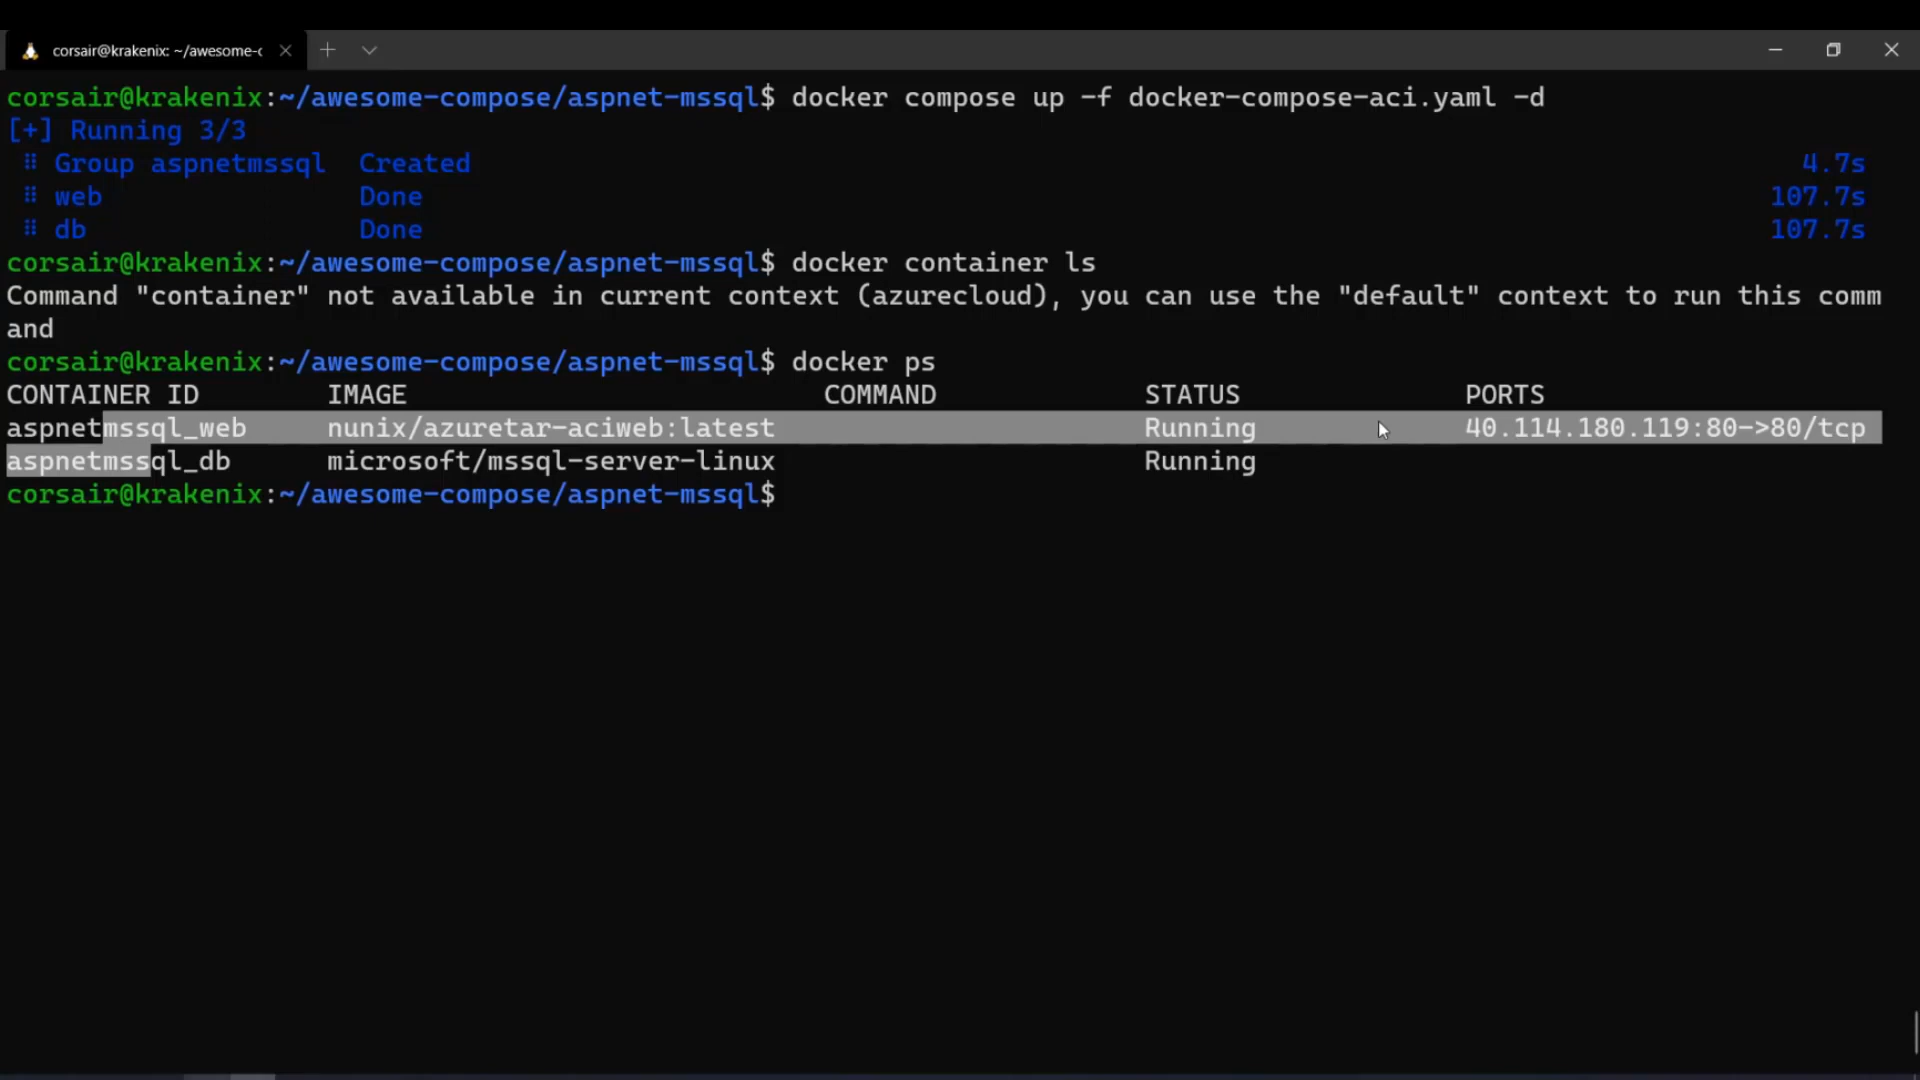 corsair@krakenix: ~/awesome-c
corsair@krakenix:~/awesome-compose/aspnet-mssql$ docker compose up -f docker-compose-aci.yaml -d
[+] Running 3/3
⠿ Group aspnetmssql Created 4.7s
⠿ web Done 107.7s
⠿ db Done 107.7s
corsair@krakenix:~/awesome-compose/aspnet-mssql$ docker container ls
Command "container" not available in current context (azurecloud), you can use the "default" context to run this comm
and
corsair@krakenix:~/awesome-compose/aspnet-mssql$ docker ps
CONTAINER ID IMAGE COMMAND STATUS PORTS
aspnetmssql_web nunix/azuretar-aciweb:latest Running 40.114.180.119:80->80/tcp
aspnetmssql_db microsoft/mssql-server-linux Running
corsair@krakenix:~/awesome-compose/aspnet-mssql$